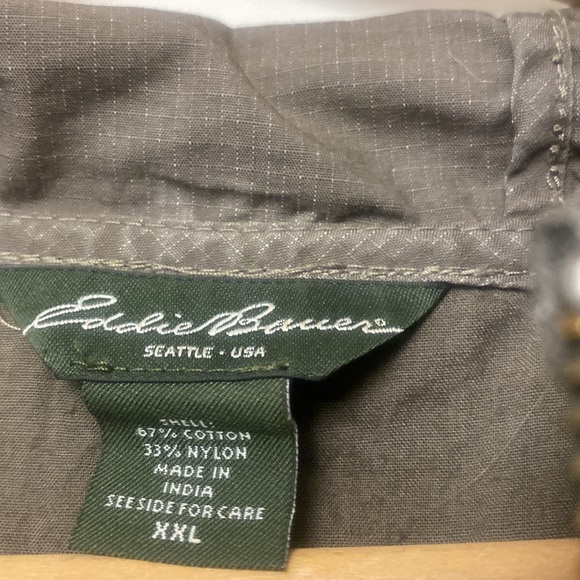 Eddie Bauer®
SEATTLE · USA
SHELL:
67% COTTON
33% NYLON
MADE IN
INDIA
SEE SIDE FOR CARE
XXL